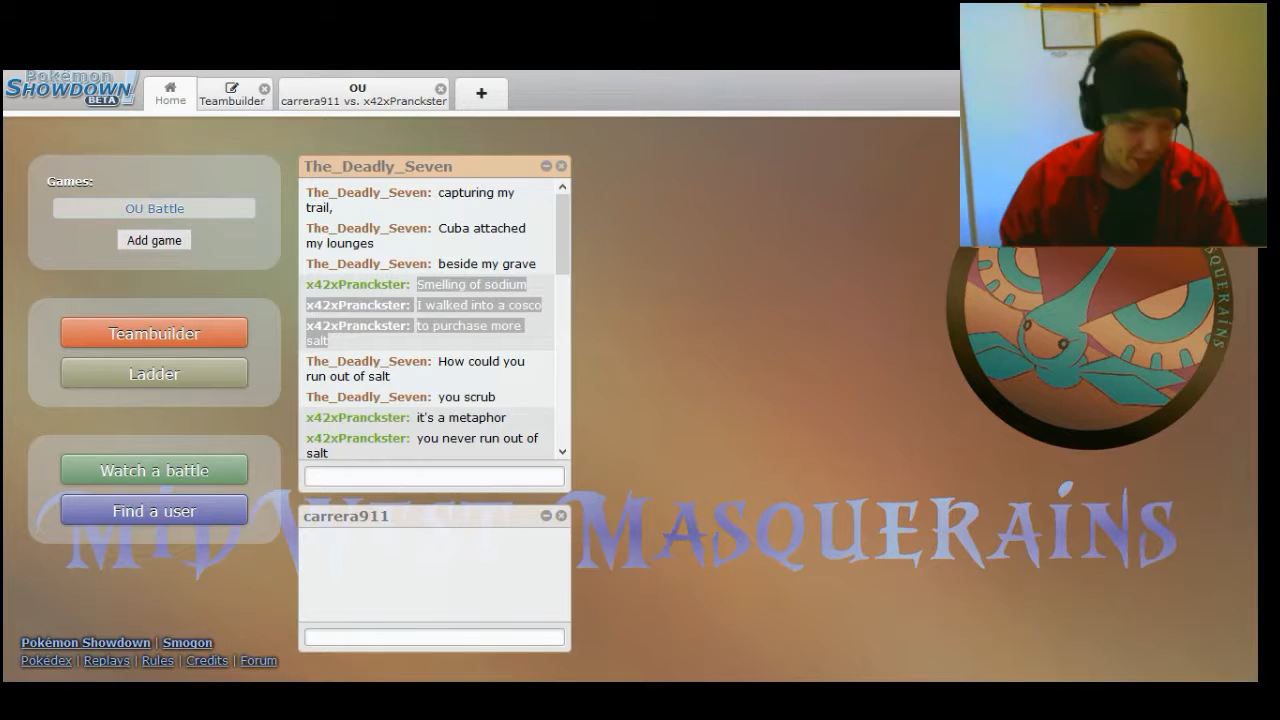 Pokémon
SHOWDOWN
BETA
Home
Teambuilder
OU
carrera911 vs. x42xPranckster
+
Games:
OU Battle
Add game
Teambuilder
Ladder
Watch a battle
Find a user
The_Deadly_Seven
The_Deadly_Seven: capturing my
trail,
The_Deadly_Seven: Cuba attached
my lounges
The_Deadly_Seven: beside my grave
x42xPranckster: Smelling of sodium
x42xPranckster: I walked into a cosco
x42xPranckster: to purchase more
salt
The_Deadly_Seven: How could you
run out of salt
The_Deadly_Seven: you scrub
x42xPranckster: it's a metaphor
x42xPranckster: you never run out of
salt
carrera911
MASQUERAINS
Pokémon Showdown | Smogon
Pokédex | Replays | Rules | Credits | Forum